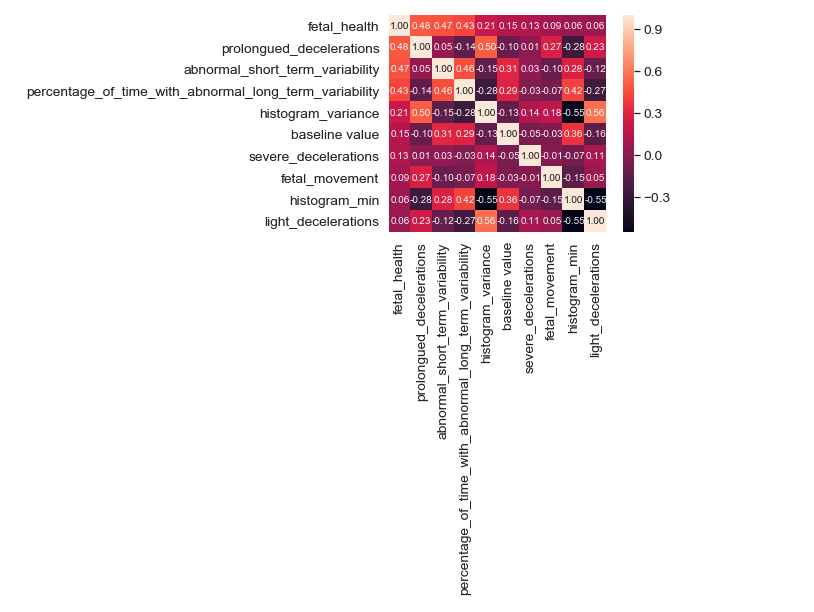 fetal_health 1.00 0.48 0.47 0.43 0.21 0.15 0.13 0.09 0.06 0.06
prolongued_decelerations 0.48 1.00 0.05 -0.14 0.50 -0.10 0.01 0.27 -0.28 0.23
abnormal_short_term_variability 0.47 0.05 1.00 0.46 -0.15 0.31 0.03 -0.10 0.28 -0.12
percentage_of_time_with_abnormal_long_term_variability 0.43 -0.14 0.46 1.00 -0.28 0.29 -0.03 -0.07 0.42 -0.27
histogram_variance 0.21 0.50 -0.15 -0.28 1.00 -0.13 0.14 0.18 -0.55 0.56
baseline value 0.15 -0.10 0.31 0.29 -0.13 1.00 -0.05 -0.03 0.36 -0.16
severe_decelerations 0.13 0.01 0.03 -0.03 0.14 -0.05 1.00 -0.01 -0.07 0.11
fetal_movement 0.09 0.27 -0.10 -0.07 0.18 -0.03 -0.01 1.00 -0.15 0.05
histogram_min 0.06 -0.28 0.28 0.42 -0.55 0.36 -0.07 -0.15 1.00 -0.55
light_decelerations 0.06 0.23 -0.12 -0.27 0.56 -0.16 0.11 0.05 -0.55 1.00
fetal_health
prolongued_decelerations
abnormal_short_term_variability
percentage_of_time_with_abnormal_long_term_variability
histogram_variance
baseline value
severe_decelerations
fetal_movement
histogram_min
light_decelerations
0.9
0.6
0.3
0.0
−0.3